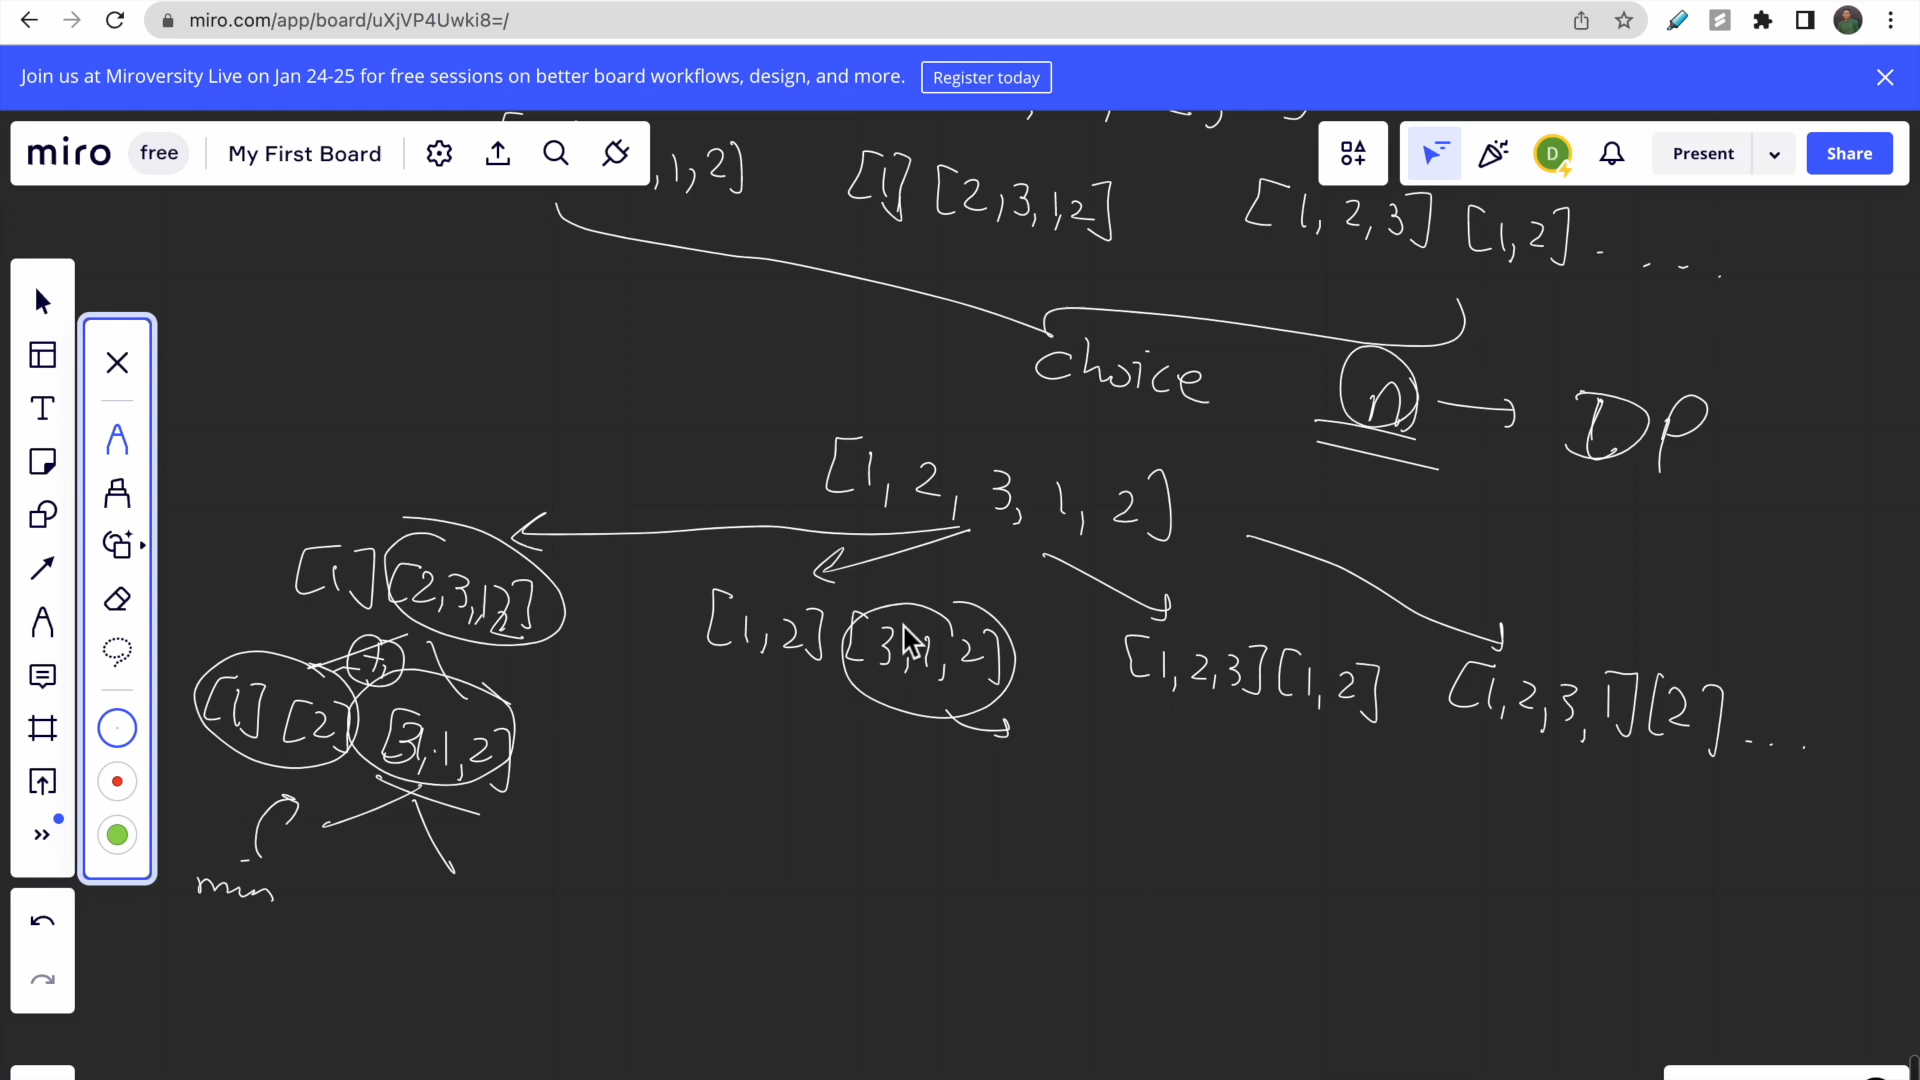 miro.com/app/board/uXjVP4Uwki8=/
Join us at Miroversity Live on Jan 24-25 for free sessions on better board workflows, design, and more. Register today
miro free My First Board Present Share
D
,1,2] [1] [2,3,1,2] [1,2,3] [1,2] . . . .
choice n → DP
[1, 2, 3, 1, 2]
[1] [2,3,1,2] [1,2] [3,1,2] [1,2,3] [1,2] [1,2,3,1] [2] . . .
+
[1] [2] [3,1,2]
min